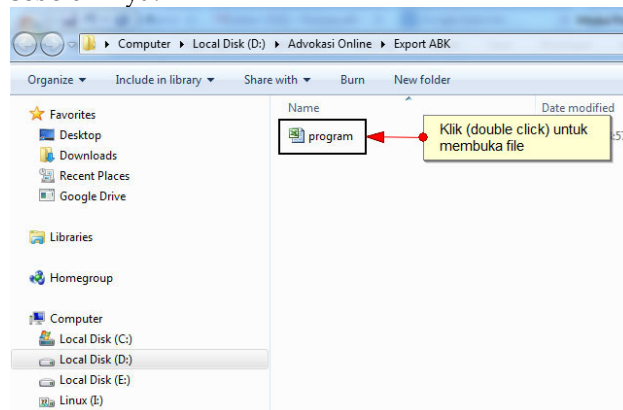 Computer ▸ Local Disk (D:) ▸ Advokasi Online ▸ Export ABK
Organize ▾ Include in library ▾ Share with ▾ Burn New folder
Favorites
Desktop
Downloads
Recent Places
Google Drive
Libraries
Homegroup
Computer
Local Disk (C:)
Local Disk (D:)
Local Disk (E:)
Linux (I:)
Name Date modified
program
Klik (double click) untuk
membuka file